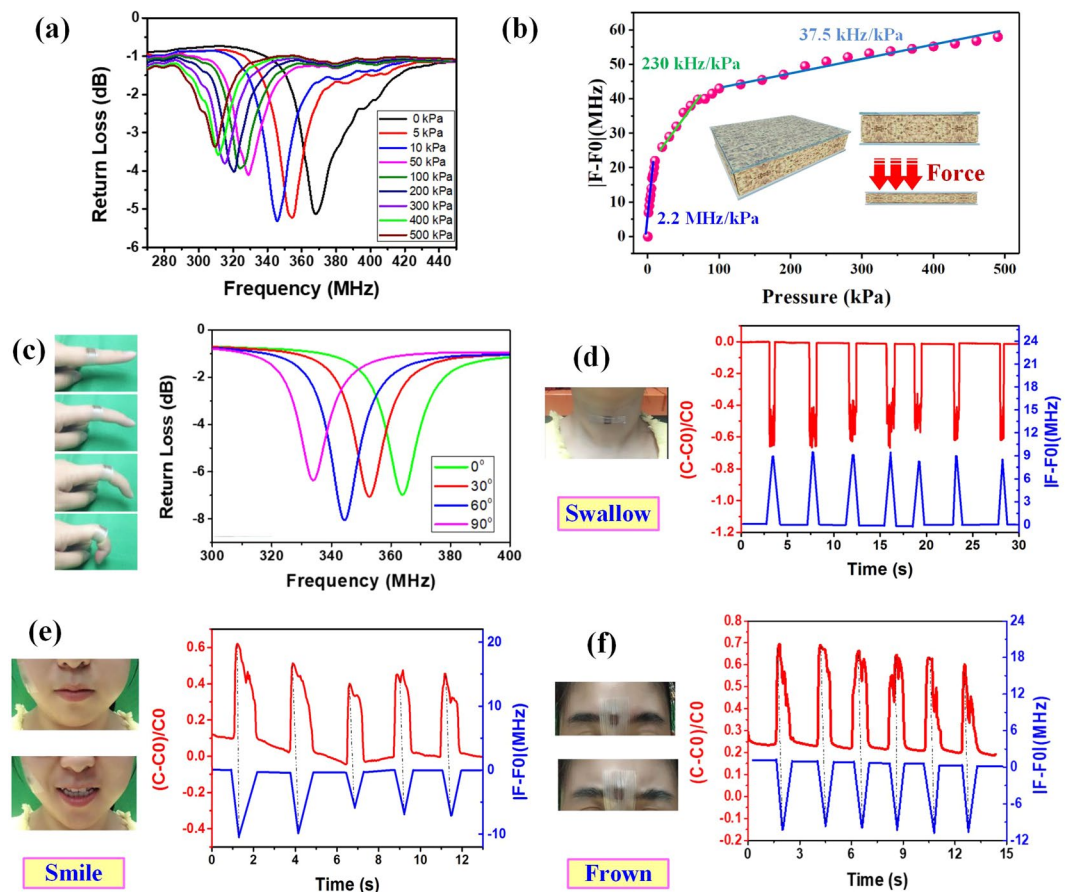 (a)
-1
-2
-3
-4
-5
-6
Return Loss (dB)
280 300 320 340 360 380 400 420 440
Frequency (MHz)
0 kPa
5 kPa
10 kPa
50 kPa
100 kPa
200 kPa
300 kPa
400 kPa
500 kPa
(b)
60
50
40
30
20
10
0
|F-F0|(MHz)
37.5 kHz/kPa
230 kHz/kPa
2.2 MHz/kPa
Force
0 100 200 300 400 500
Pressure (kPa)
(c)
0
-2
-4
-6
-8
Return Loss (dB)
0°
30°
60°
90°
300 320 340 360 380 400
Frequency (MHz)
(d)
Swallow
0.0
-0.2
-0.4
-0.6
-0.8
-1.0
-1.2
(C-C0)/C0
24
21
18
15
12
9
6
3
0
|F-F0|(MHz)
0 5 10 15 20 25 30
Time (s)
(e)
Smile
0.6
0.4
0.2
0.0
-0.2
-0.4
(C-C0)/C0
20
10
0
-10
|F-F0|(MHz)
0 2 4 6 8 10 12
Time (s)
(f)
Frown
0.8
0.7
0.6
0.5
0.4
0.3
0.2
0.1
0.0
-0.1
-0.2
(C-C0)/C0
24
18
12
6
0
-6
-12
|F-F0|(MHz)
0 2 4 6 8 9 11 13 15
Time (s)